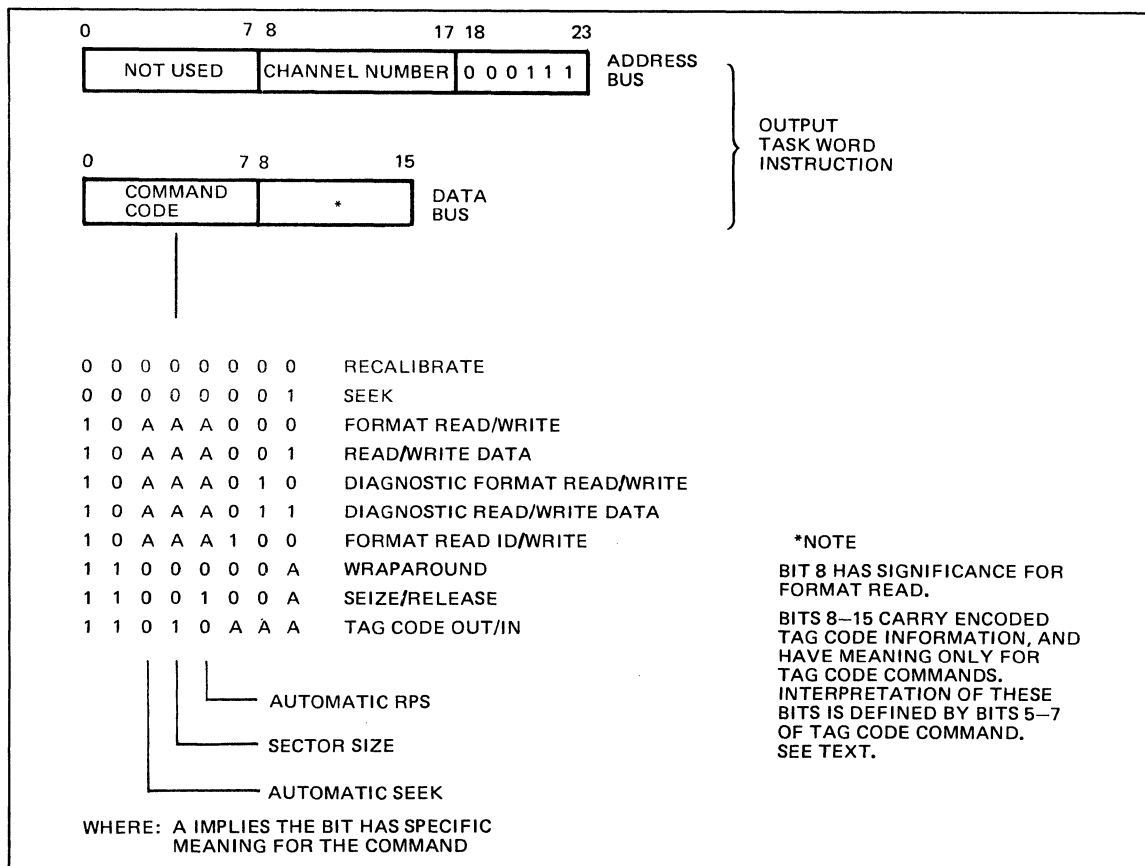 0 7 8 17 18 23
NOT USED CHANNEL NUMBER 0 0 0 1 1 1 ADDRESS
BUS
OUTPUT
TASK WORD
INSTRUCTION
0 7 8 15
COMMAND
CODE * DATA
BUS
0 0 0 0 0 0 0 0 RECALIBRATE
0 0 0 0 0 0 0 1 SEEK
1 0 A A A 0 0 0 FORMAT READ/WRITE
1 0 A A A 0 0 1 READ/WRITE DATA
1 0 A A A 0 1 0 DIAGNOSTIC FORMAT READ/WRITE
1 0 A A A 0 1 1 DIAGNOSTIC READ/WRITE DATA
1 0 A A A 1 0 0 FORMAT READ ID/WRITE
1 1 0 0 0 0 0 A WRAPAROUND
1 1 0 0 1 0 0 A SEIZE/RELEASE
1 1 0 1 0 A A A TAG CODE OUT/IN
AUTOMATIC RPS
SECTOR SIZE
AUTOMATIC SEEK
WHERE: A IMPLIES THE BIT HAS SPECIFIC
MEANING FOR THE COMMAND
*NOTE
BIT 8 HAS SIGNIFICANCE FOR
FORMAT READ.
BITS 8–15 CARRY ENCODED
TAG CODE INFORMATION, AND
HAVE MEANING ONLY FOR
TAG CODE COMMANDS.
INTERPRETATION OF THESE
BITS IS DEFINED BY BITS 5–7
OF TAG CODE COMMAND.
SEE TEXT.